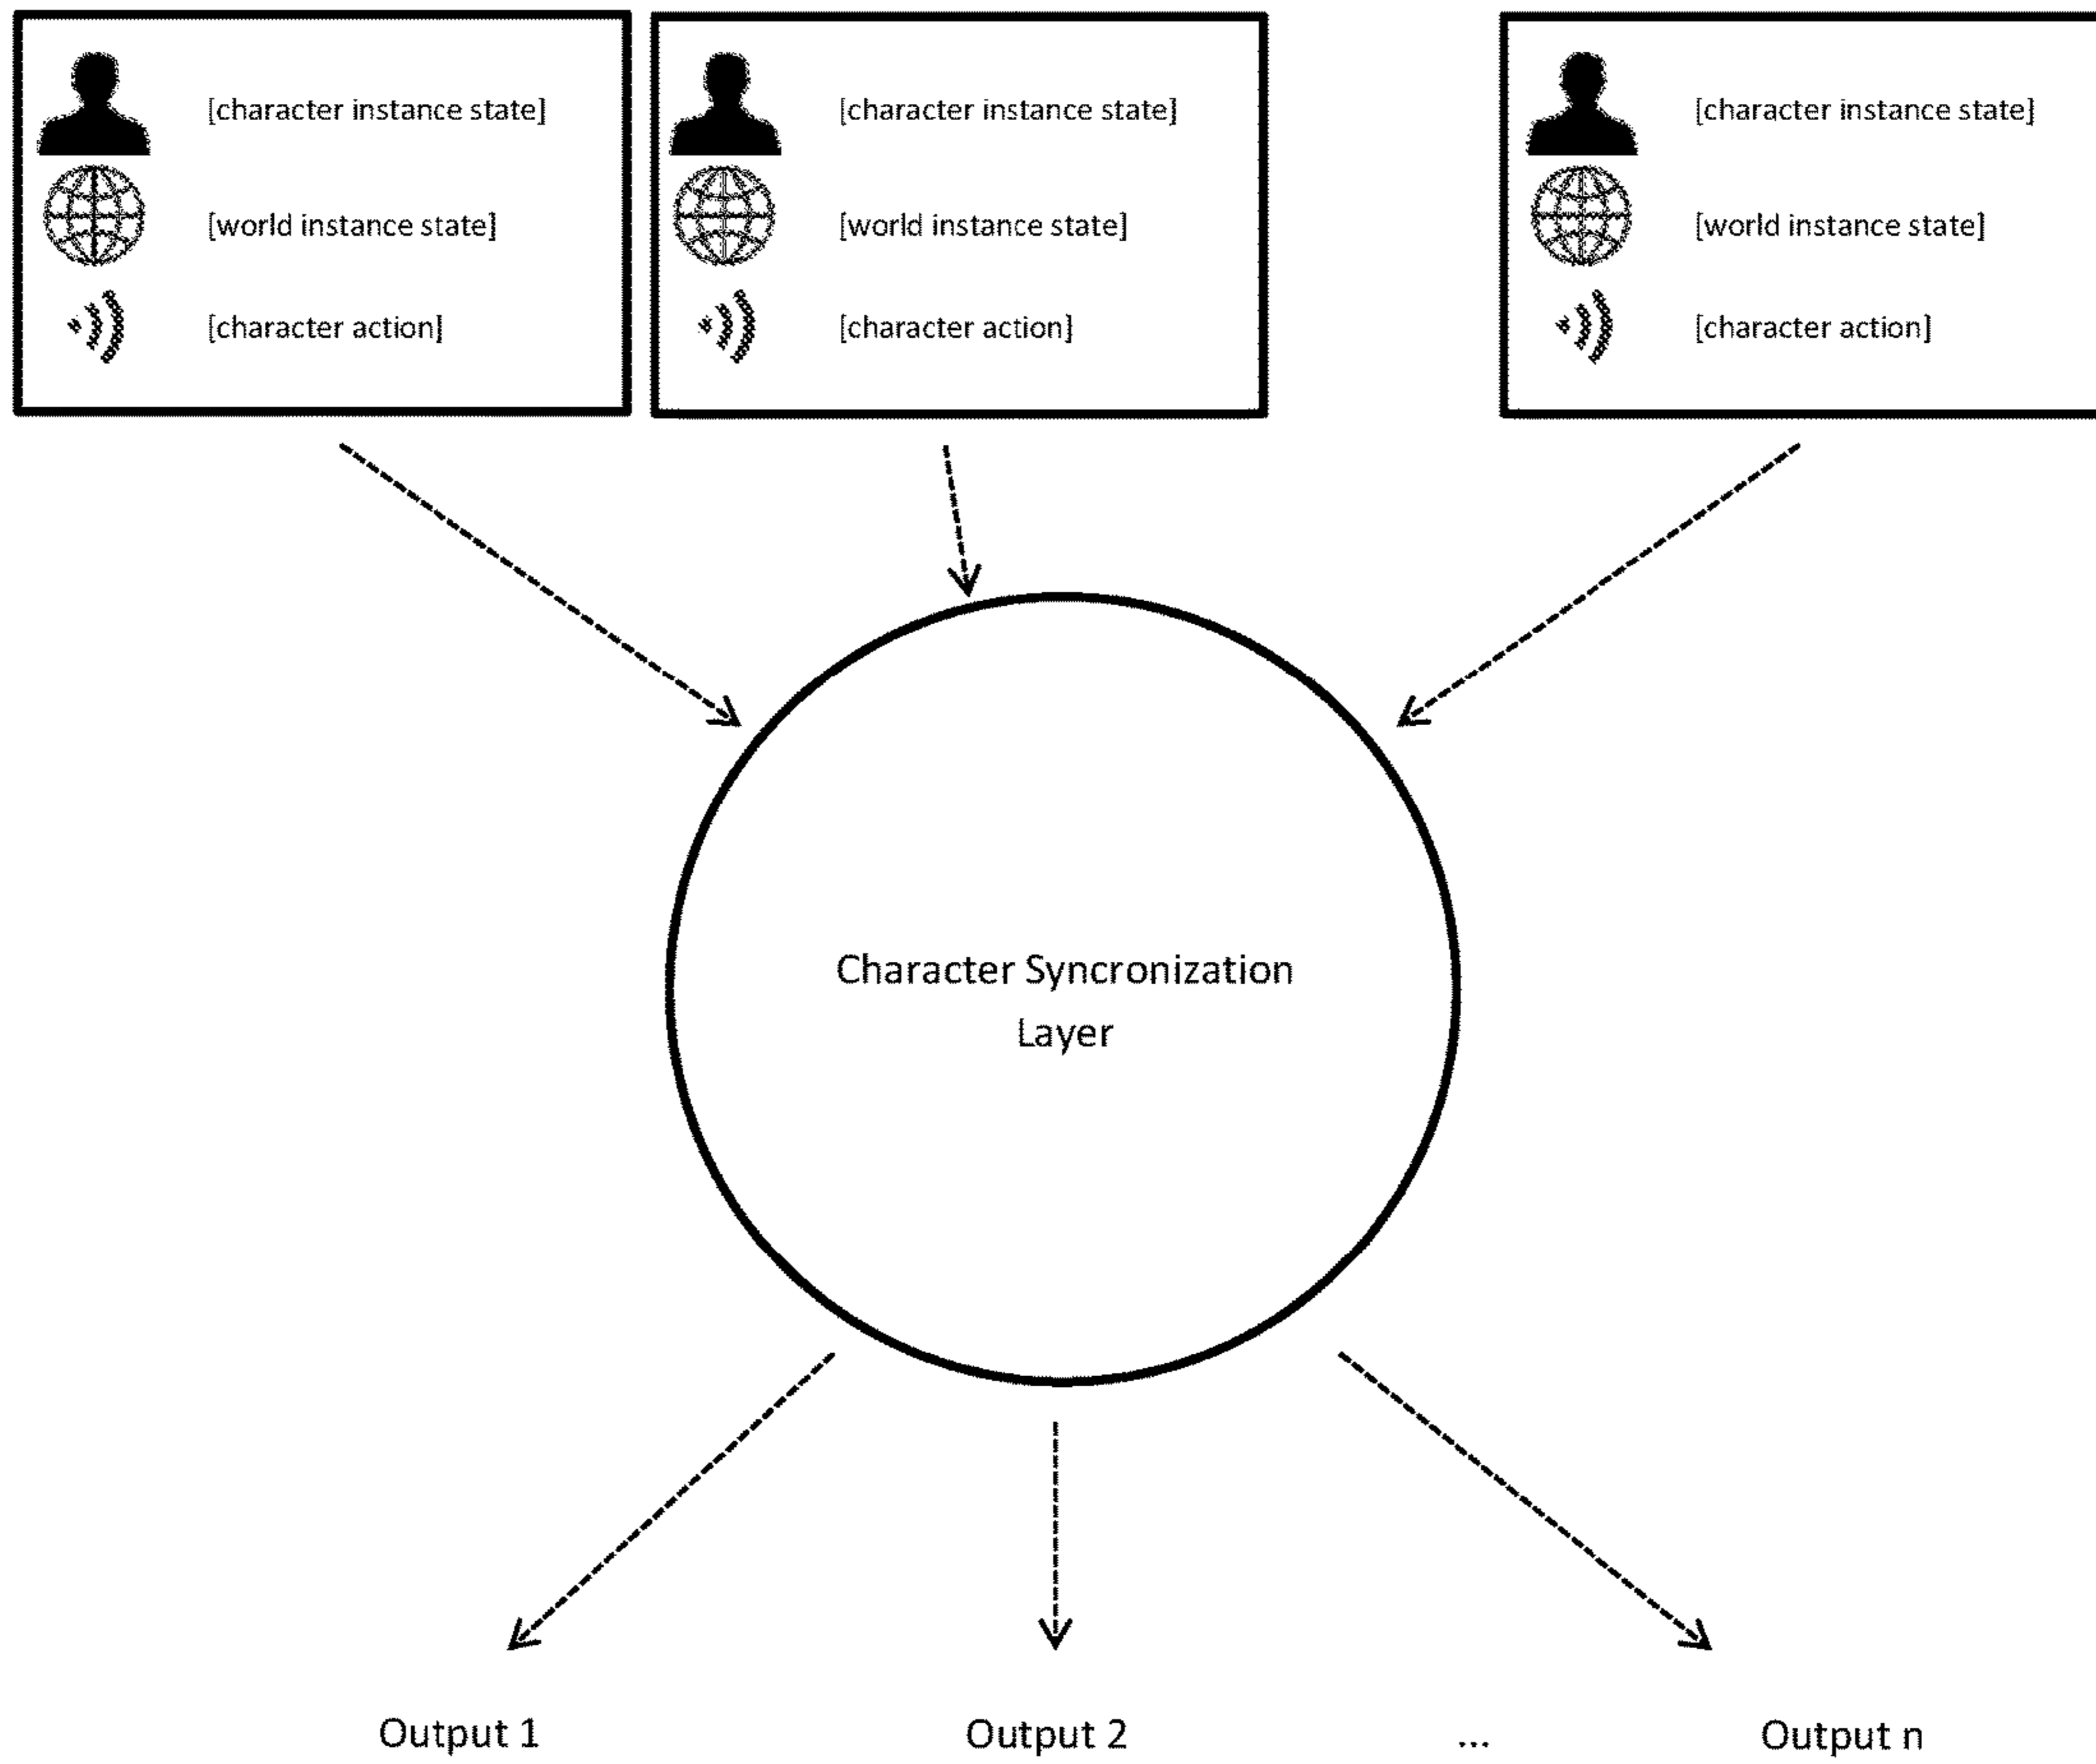 [character instance state]
[world instance state]
[character action]
[character instance state]
[world instance state]
[character action]
[character instance state]
[world instance state]
[character action]
Character Syncronization
Layer
Output 1
Output 2
...
Output n